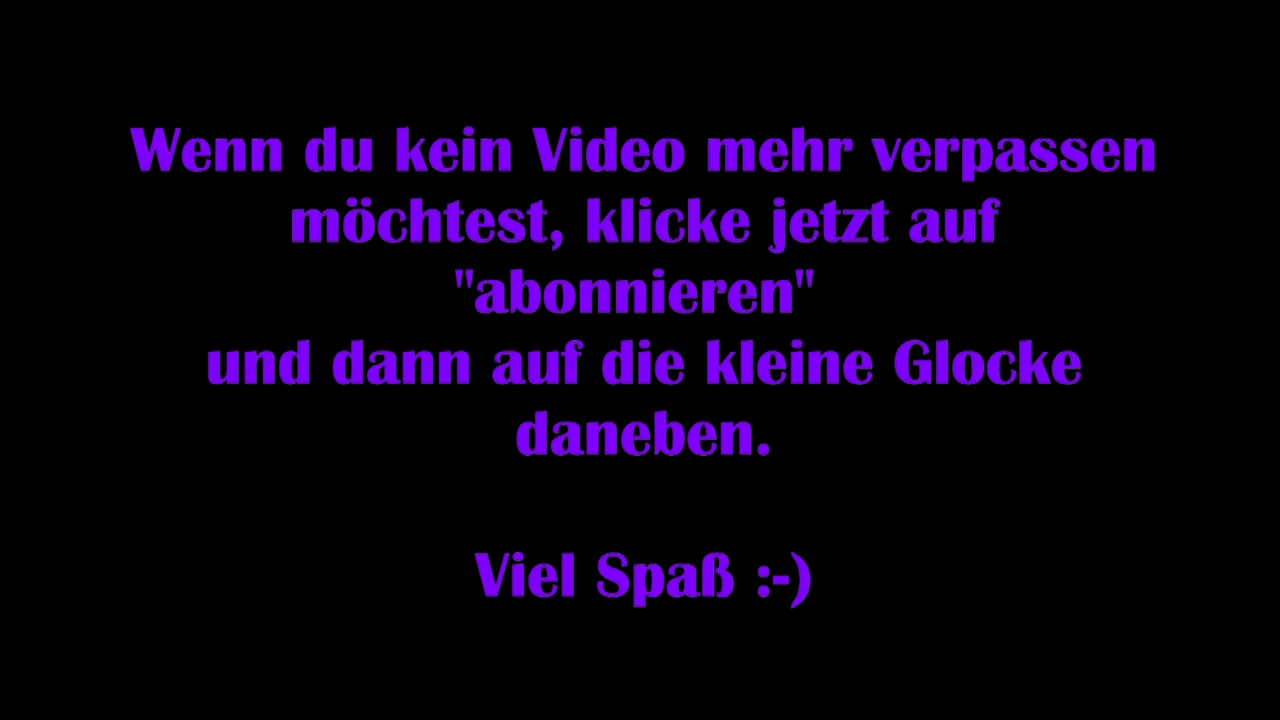 Wenn du kein Video mehr verpassen
möchtest, klicke jetzt auf
"abonnieren"
und dann auf die kleine Glocke
daneben.
Viel Spaß :-)